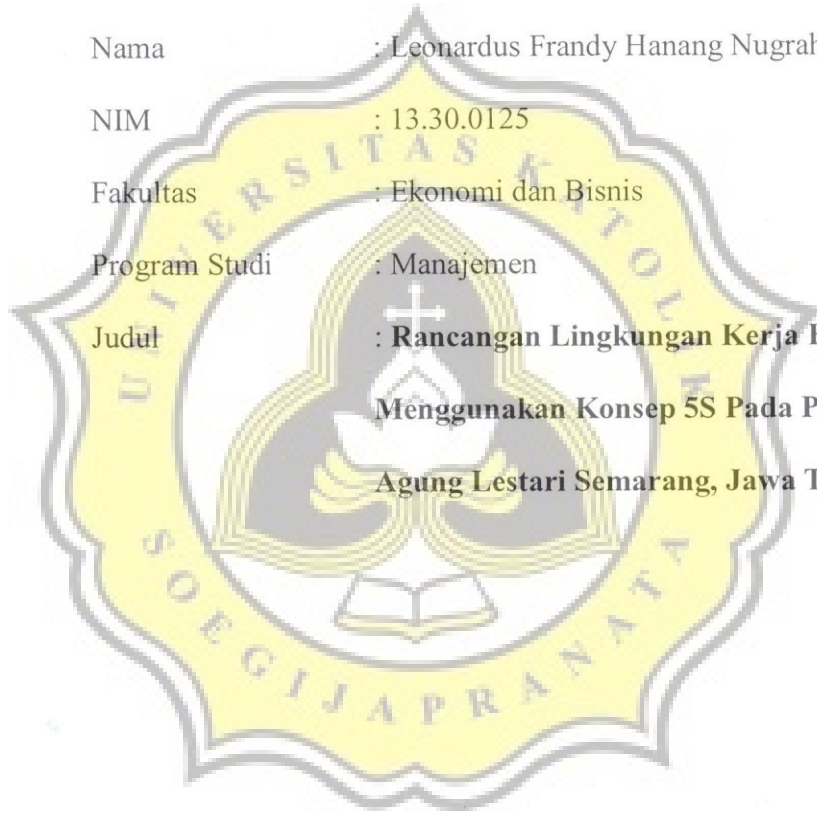 Nama : Leonardus Frandy Hanang
NIM : 13.30.0125
Fakultas : Ekonomi dan Bisnis
Program Studi : Manajemen
Judul : Rancangan Lingkungan Kerja
Menggunakan Konsep 5S Pada
Agung Lestari Semarang, Jawa
UNIVERSITAS KATOLIK
SOEGIJAPRANATA